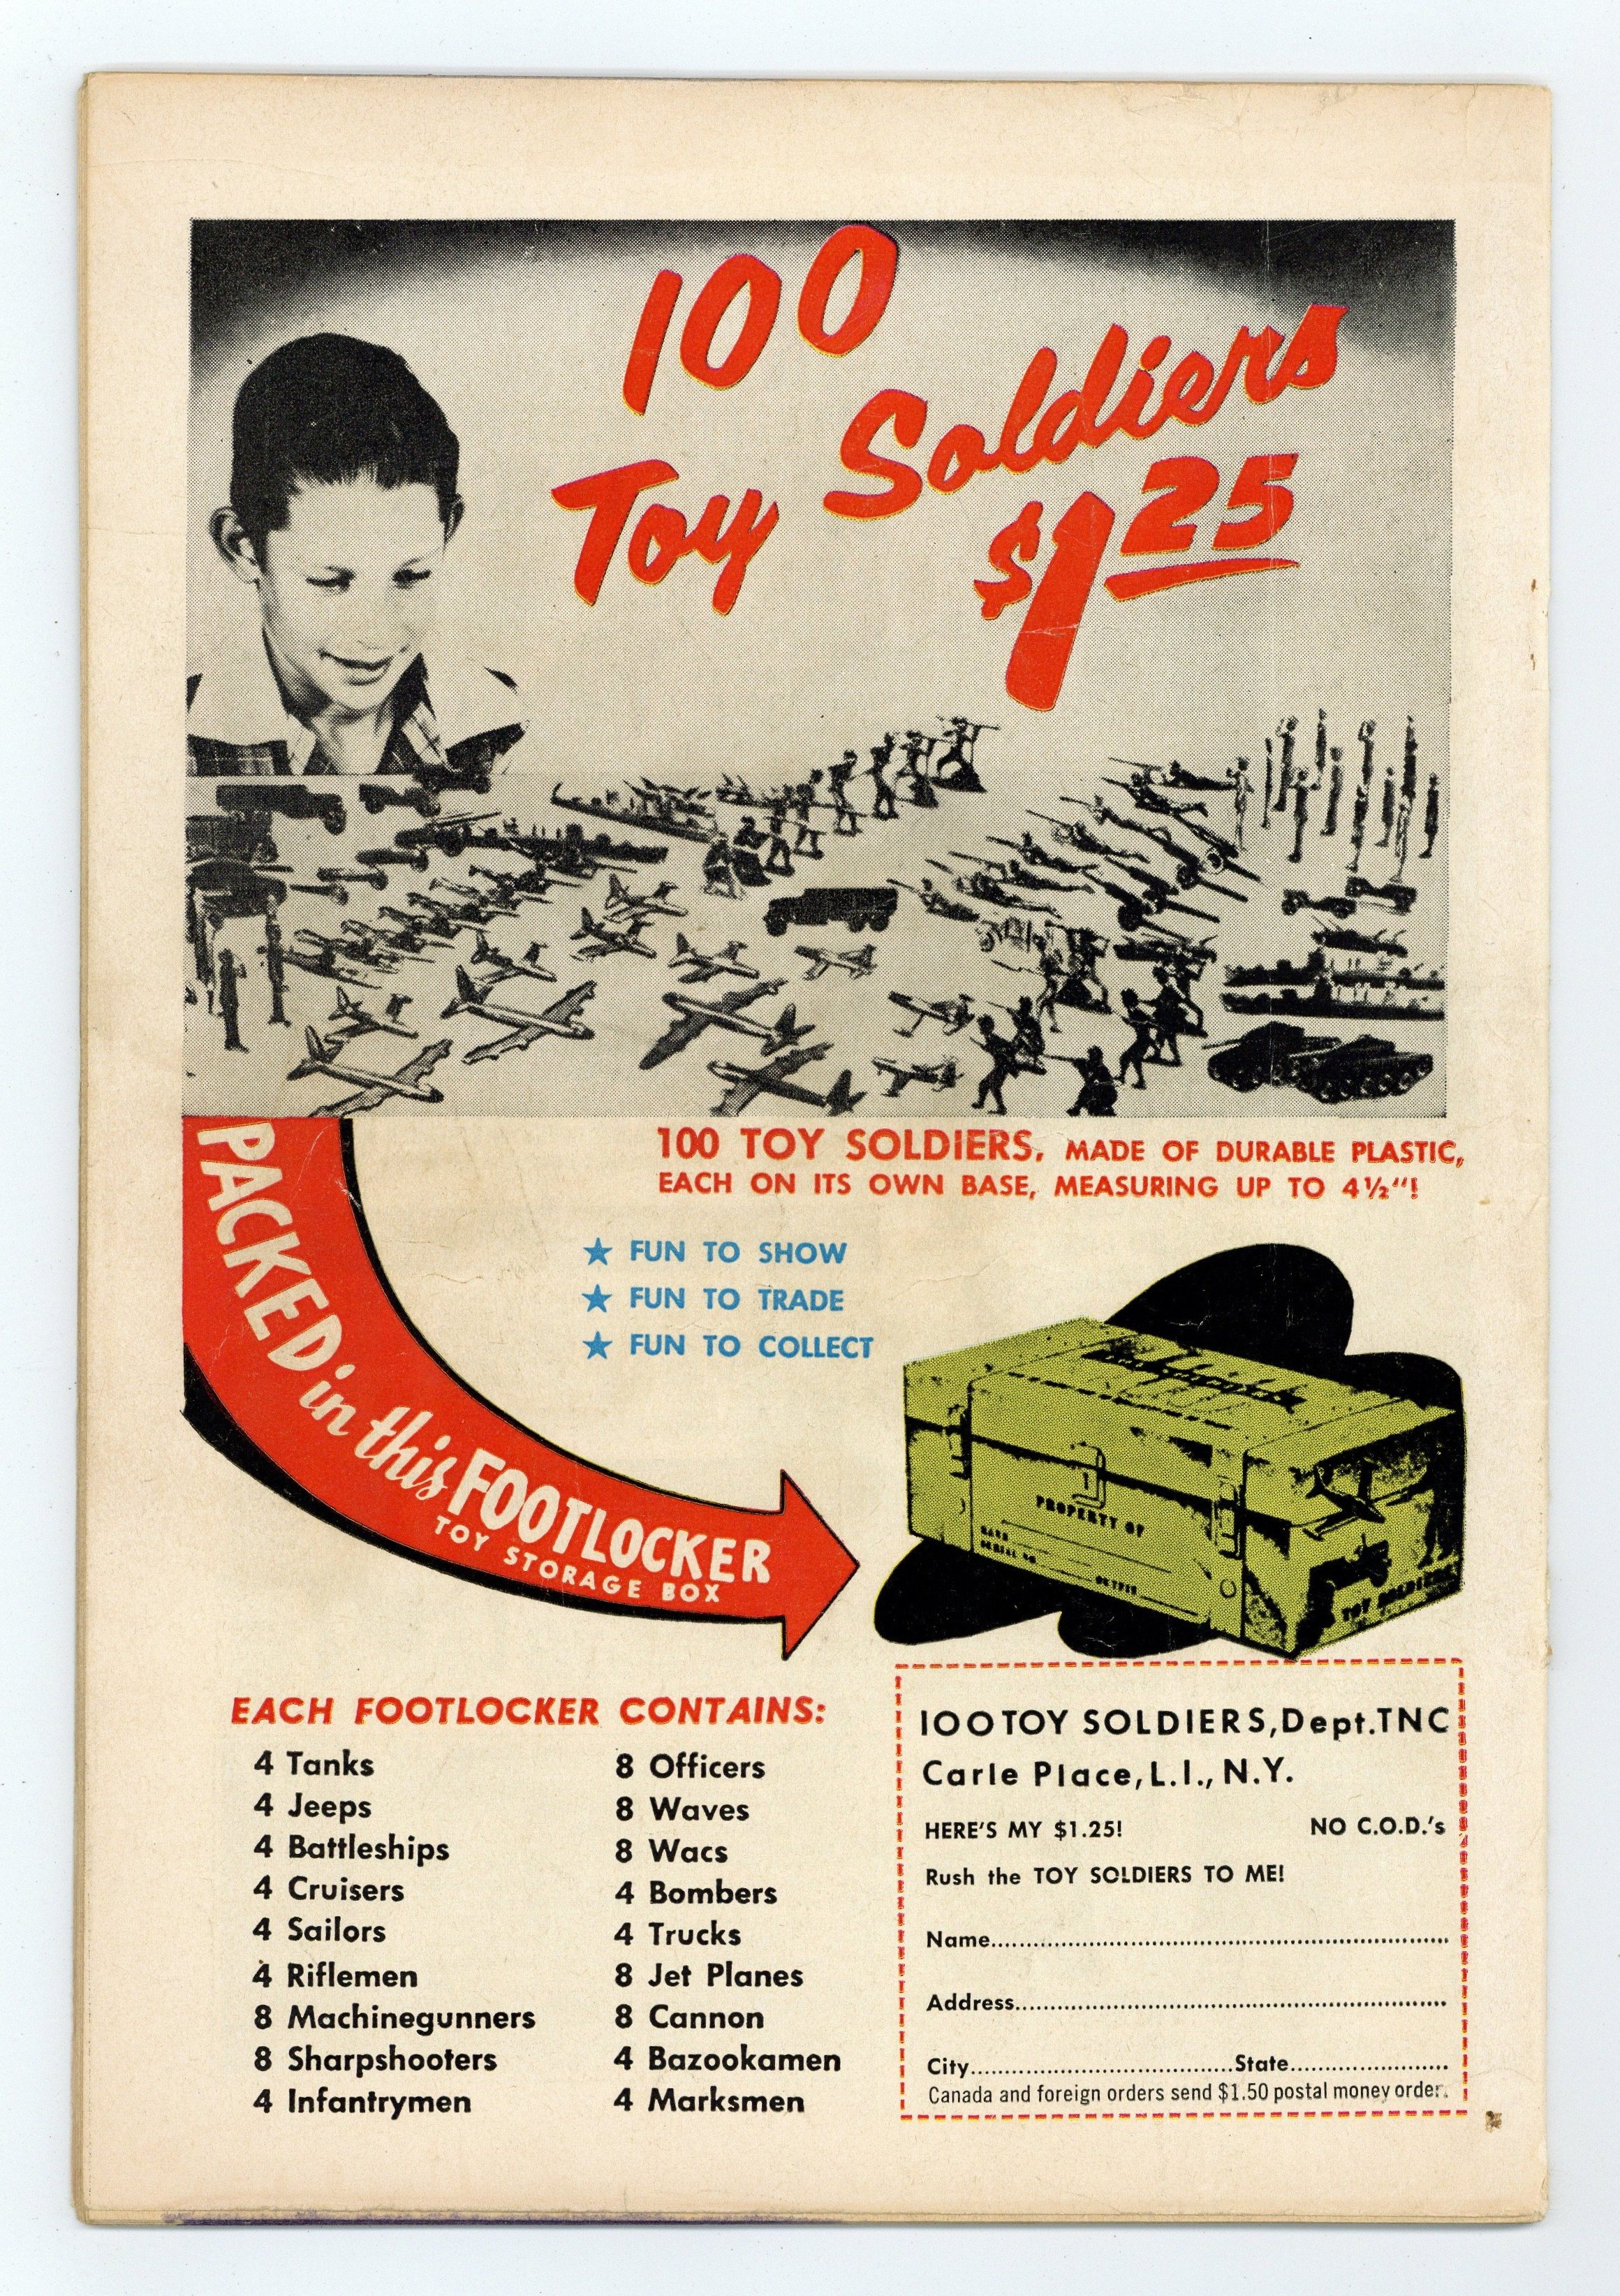 100
Toy Soldiers
$1.25
100 TOY SOLDIERS, MADE OF DURABLE PLASTIC,
EACH ON ITS OWN BASE, MEASURING UP TO 4½"!
★ FUN TO SHOW
★ FUN TO TRADE
★ FUN TO COLLECT
PACKED in this FOOTLOCKER
TOY STORAGE BOX
PROPERTY OF
NAME
SERIAL NO.
TOY SOLDIERS
EACH FOOTLOCKER CONTAINS:
4 Tanks
4 Jeeps
4 Battleships
4 Cruisers
4 Sailors
4 Riflemen
8 Machinegunners
8 Sharpshooters
4 Infantrymen
8 Officers
8 Waves
8 Wacs
4 Bombers
4 Trucks
8 Jet Planes
8 Cannon
4 Bazookamen
4 Marksmen
100 TOY SOLDIERS, Dept. TNC
Carle Place, L.I., N.Y.
HERE'S MY $1.25! NO C.O.D.'s
Rush the TOY SOLDIERS TO ME!
Name
Address
City State
Canada and foreign orders send $1.50 postal money order.